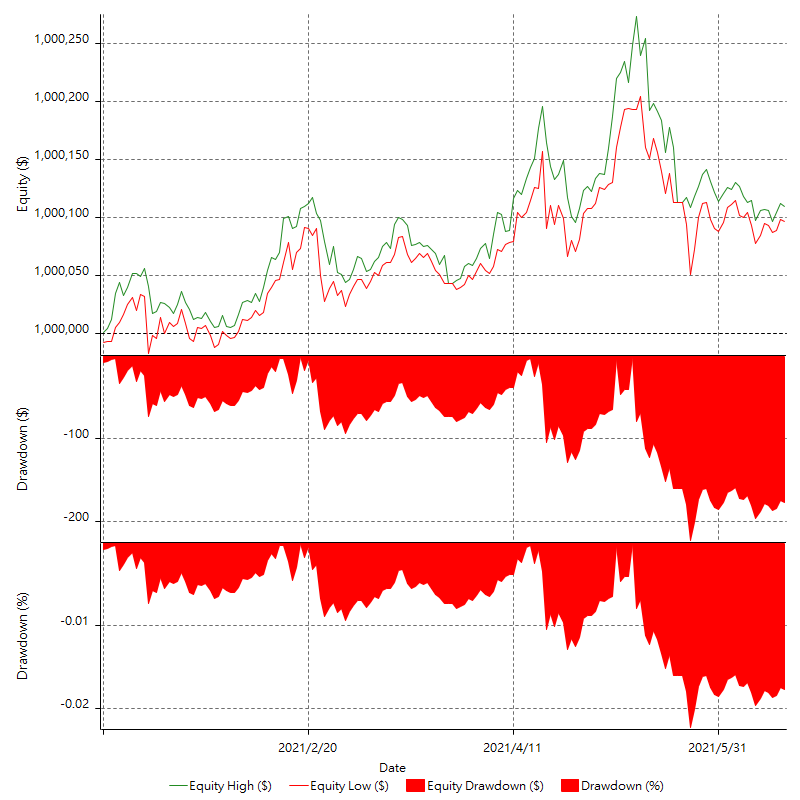 1,000,250
1,000,200
1,000,150
1,000,100
1,000,050
1,000,000
Equity ($)
-100
-200
Drawdown ($)
-0.01
-0.02
Drawdown (%)
2021/2/20 2021/4/11 2021/5/31
Date
Equity High ($) Equity Low ($) Equity Drawdown ($) Drawdown (%)